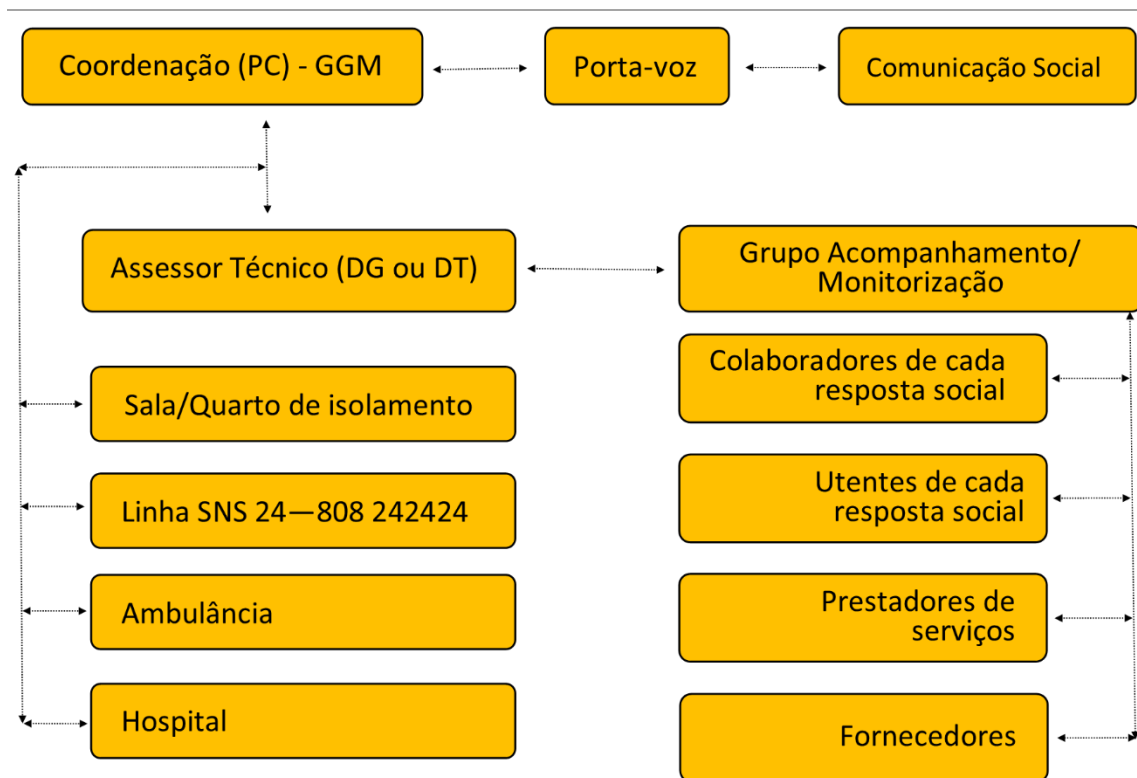 Coordenação (PC) - GGM
Porta-voz
Comunicação Social
Assessor Técnico (DG ou DT)
Grupo Acompanhamento/
Monitorização
Sala/Quarto de isolamento
Linha SNS 24—808 242424
Ambulância
Hospital
Colaboradores de cada
resposta social
Utentes de cada
resposta social
Prestadores de
serviços
Fornecedores